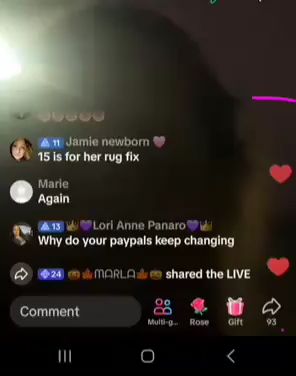 11 Jamie newborn
15 is for her rug fix
Marie
Again
13 Lori Anne Panaro
Why do your paypals keep changing
24 MARLA shared the LIVE
Comment
Multi-g...
Rose
Gift
93